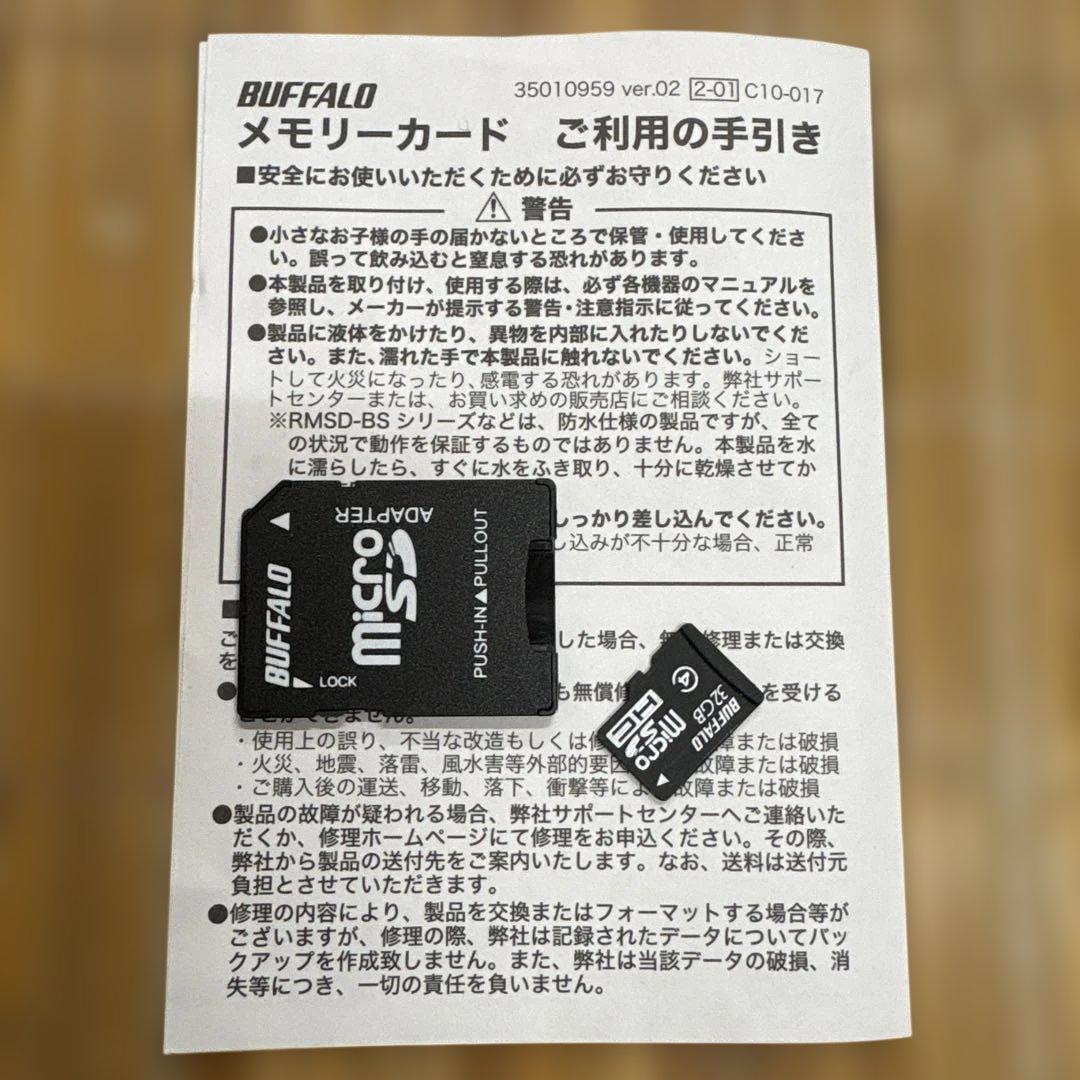 BUFFALO 35010959 ver.02 2-01 C10-017
メモリーカード ご利用の手引き
■安全にお使いいただくために必ずお守りください
警告
●小さなお子様の手の届かないところで保管・使用してくださ
い。誤って飲み込むと窒息する恐れがあります。
●本製品を取り付け、使用する際は、必ず各機器のマニュアルを
参照し、メーカーが提示する警告・注意指示に従ってください。
●製品に液体をかけたり、異物を内部に入れたりしないでくだ
さい。また、濡れた手で本製品に触れないでください。ショー
トして火災になったり、感電する恐れがあります。弊社サポー
トセンターまたは、お買い求めの販売店にご相談ください。
※RMSD-BS シリーズなどは、防水仕様の製品ですが、全て
の状況で動作を保証するものではありません。本製品を水
に濡らしたら、すぐに水をふき取り、十分に乾燥させてか
しっかり差し込んでください。
し込みが不十分な場合、正常
■
ご した場合、無 修理または交換
を
● も無償修 を受ける
ことができません。
・使用上の誤り、不当な改造もしくは修 障または破損
・火災、地震、落雷、風水害等外部的要因 故障または破損
・ご購入後の運送、移動、落下、衝撃等によ 故障または破損
●製品の故障が疑われる場合、弊社サポートセンターへご連絡いた
だくか、修理ホームページにて修理をお申込ください。その際、
弊社から製品の送付先をご案内いたします。なお、送料は送付元
負担とさせていただきます。
●修理の内容により、製品を交換またはフォーマットする場合等が
ございますが、修理の際、弊社は記録されたデータについてバッ
クアップを作成致しません。また、弊社は当該データの破損、消
失等につき、一切の責任を負いません。
BUFFALO
LOCK
micro
SD
ADAPTER
PUSH-IN▲PULLOUT
BUFFALO
32GB
4
micro
SD
HC